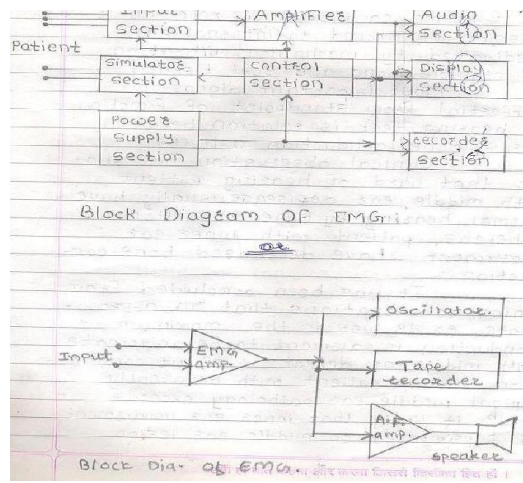 Input Amplifier Audio
section section
Patient
Simulator control Display
section section section
Power
supply
section
recorder
section
Block Diagram OF EMG
or
Oscillator.
Input
EMG
amp.
Tape
recorder
A.F.
amp.
speaker
Block Dia. of EMG.